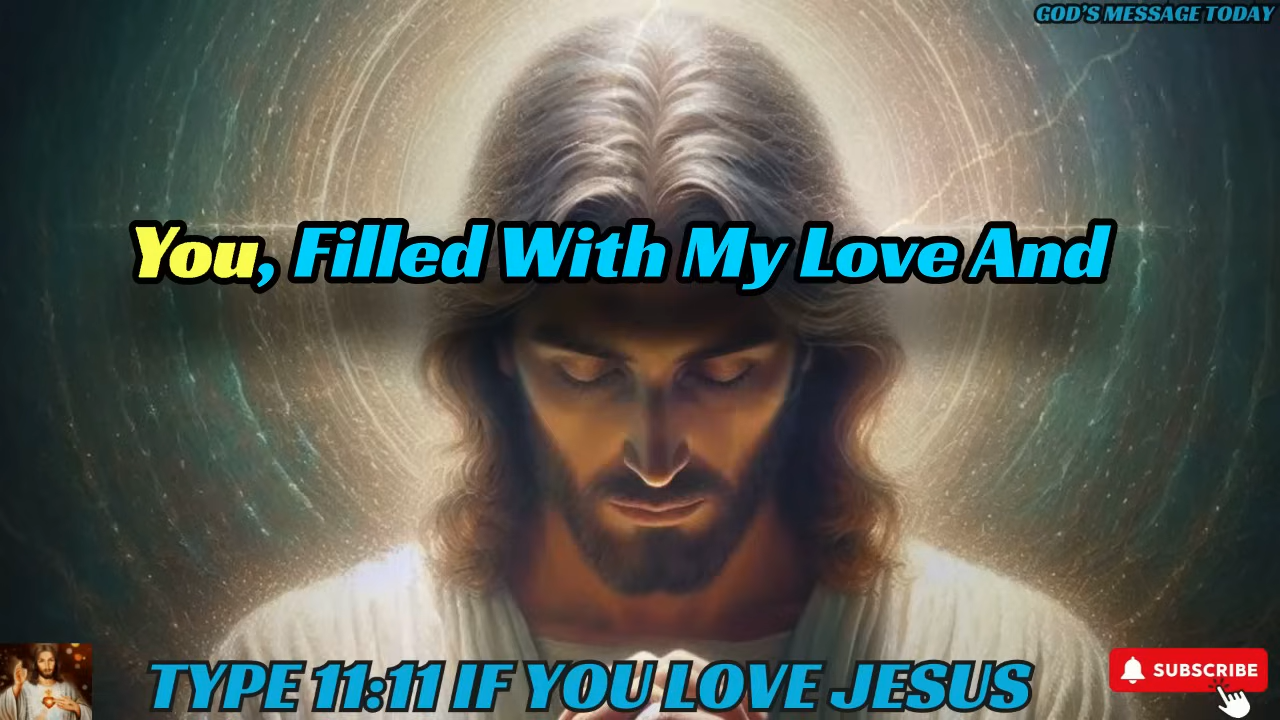 GOD'S MESSAGE TODAY
You, Filled With My Love And
TYPE 11:11 IF YOU LOVE JESUS
SUBSCRIBE